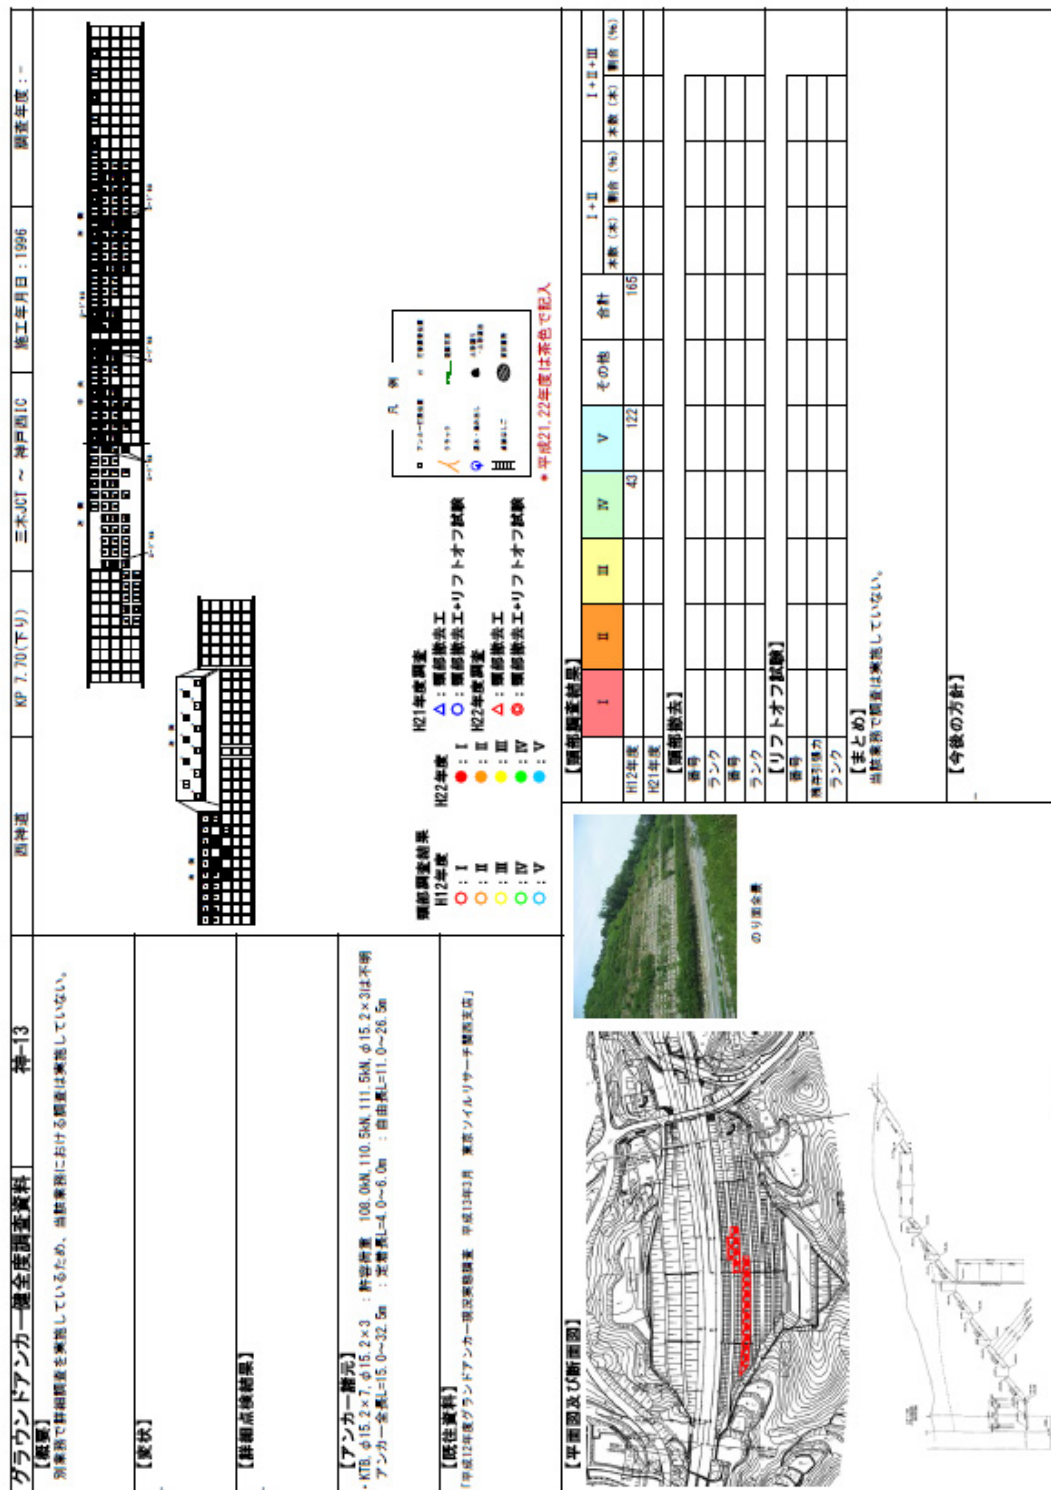 グラウンドアンカー健全度調査資料
神-13
西神道
KP 7.70(下り)
三木JCT ～ 神戸西IC
施工年月日：1996
調査年度：-
【概要】
別業務で詳細調査を実施しているため、当該業務における調査は実施していない。
【変状】
-
【詳細点検結果】
-
【アンカー諸元】
・KTB, φ15.2×7, φ15.2×3 ：許容荷重 108.0kN, 110.5kN, 111.5kN, φ15.2×3は不明
アンカー全長L=15.0～32.5m ：定着長L=4.0～6.0m ：自由長L=11.0～26.5m
【既往資料】
「平成12年度グランドアンカー現況実態調査 平成13年3月 東京ソイルリサーチ関西支店」
頭部調査結果
H12年度
○：I
○：II
○：III
○：IV
○：V
H22年度
●：I
●：II
●：III
●：IV
●：V
H21年度調査
△：頭部撤去工
○：頭部撤去工+リフトオフ試験
H22年度調査
△：頭部撤去工
◎：頭部撤去工+リフトオフ試験
凡 例
クラック
＊平成21,22年度は茶色で記入
【平面図及び断面図】
のり面全景
【頭部調査結果】
I
II
III
IV
V
その他
合計
I+II
I+II+III
本数（本）
割合（%）
本数（本）
割合（%）
H12年度 43 122 165
H21年度
【頭部撤去】
番号
ランク
番号
ランク
【リフトオフ試験】
番号
残存引張力
ランク
【まとめ】
当該業務で調査は実施していない。
【今後の方針】
-